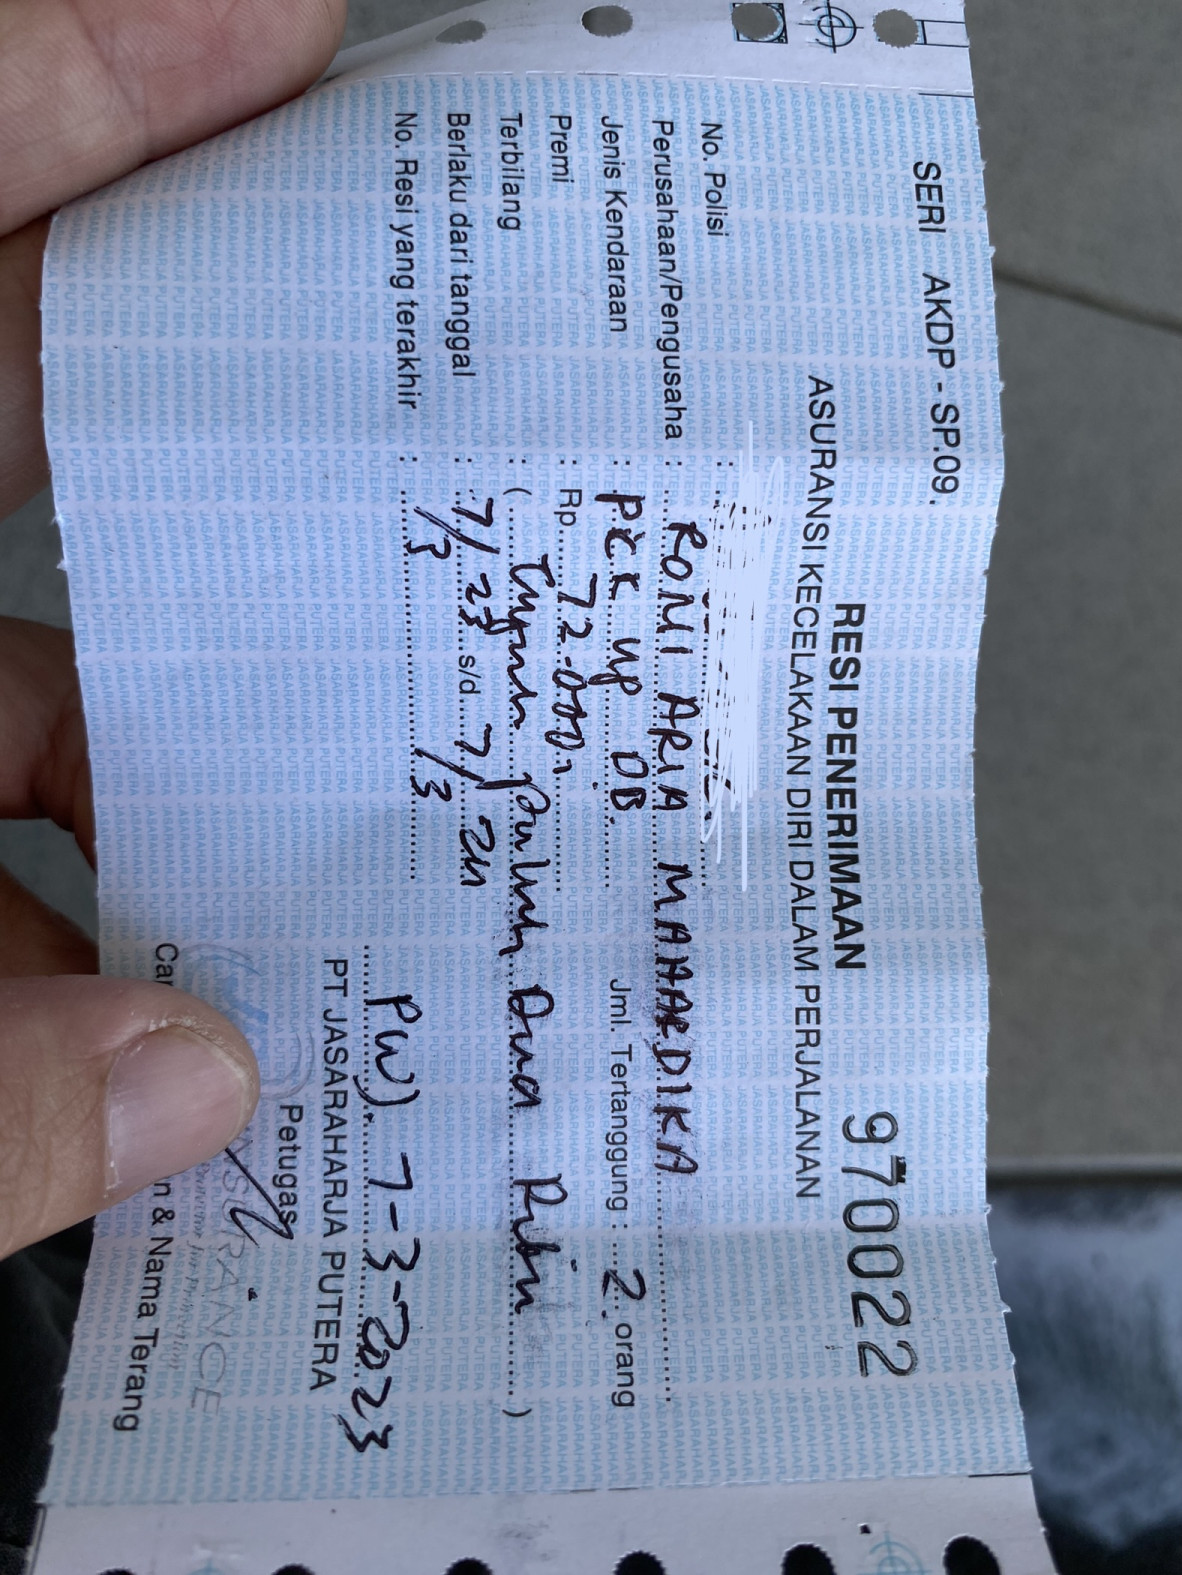 SERI AKDP - SP.09. 970022
RESI PENERIMAAN
ASURANSI KECELAKAAN DIRI DALAM PERJALANAN
No. Polisi :
Perusahaan/Pengusaha : ROMI ARIA MAHARDIKA
Jenis Kendaraan : Pick up DB. Jml. Tertanggung : 2. orang
Premi : Rp. 72.000,
Terbilang : ( Tujuh puluh Dua Ribu )
Berlaku dari tanggal : 7/3 23 s/d. 7/3 24
No. Resi yang terakhir :
PWJ. 7-3-2023
PT JASARAHARJA PUTERA
Petugas
INSURANCE
Cap & Nama Terang